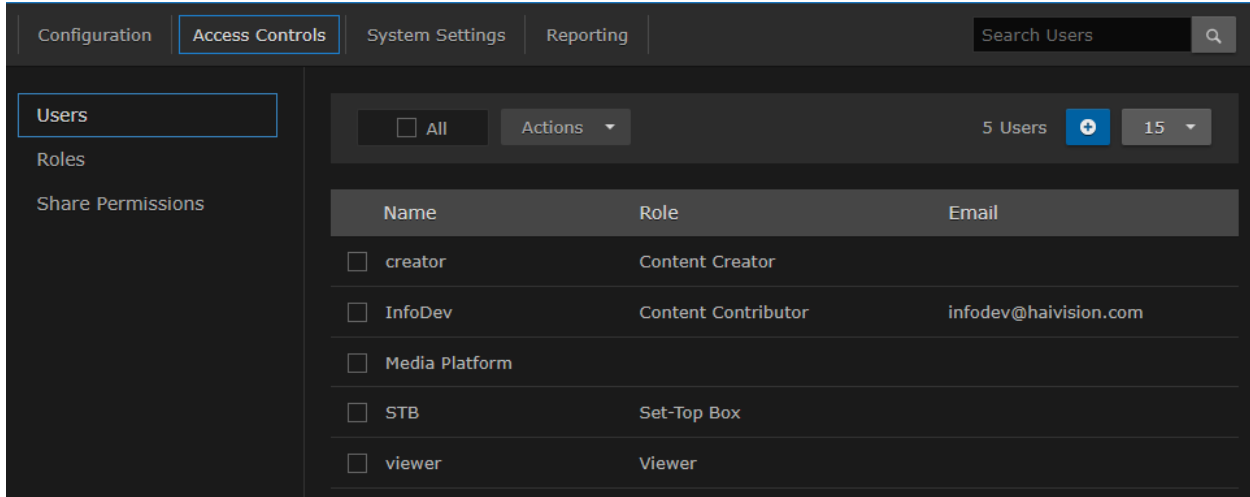 Configuration Access Controls System Settings Reporting Search Users
Users
Roles
Share Permissions
All Actions 5 Users 15
Name Role Email
creator Content Creator
InfoDev Content Contributor infodev@haivision.com
Media Platform
STB Set-Top Box
viewer Viewer